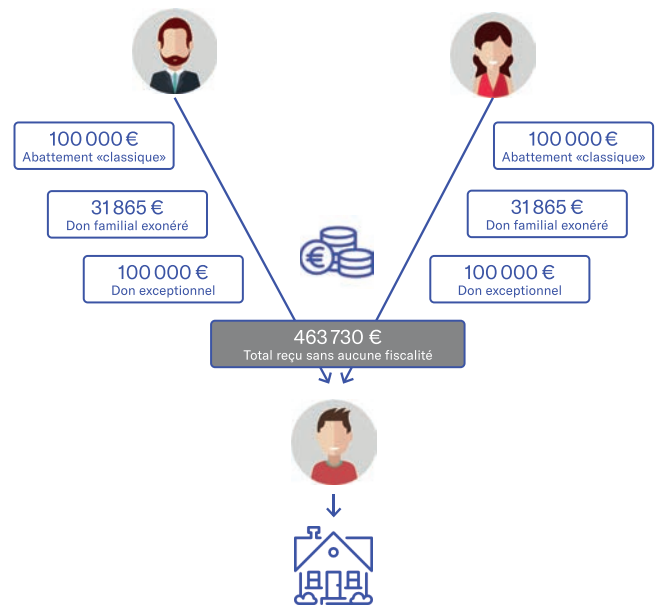 100 000 €
Abattement «classique»
100 000 €
Abattement «classique»
31 865 €
Don familial exonéré
31 865 €
Don familial exonéré
100 000 €
Don exceptionnel
100 000 €
Don exceptionnel
€
463 730 €
Total reçu sans aucune fiscalité